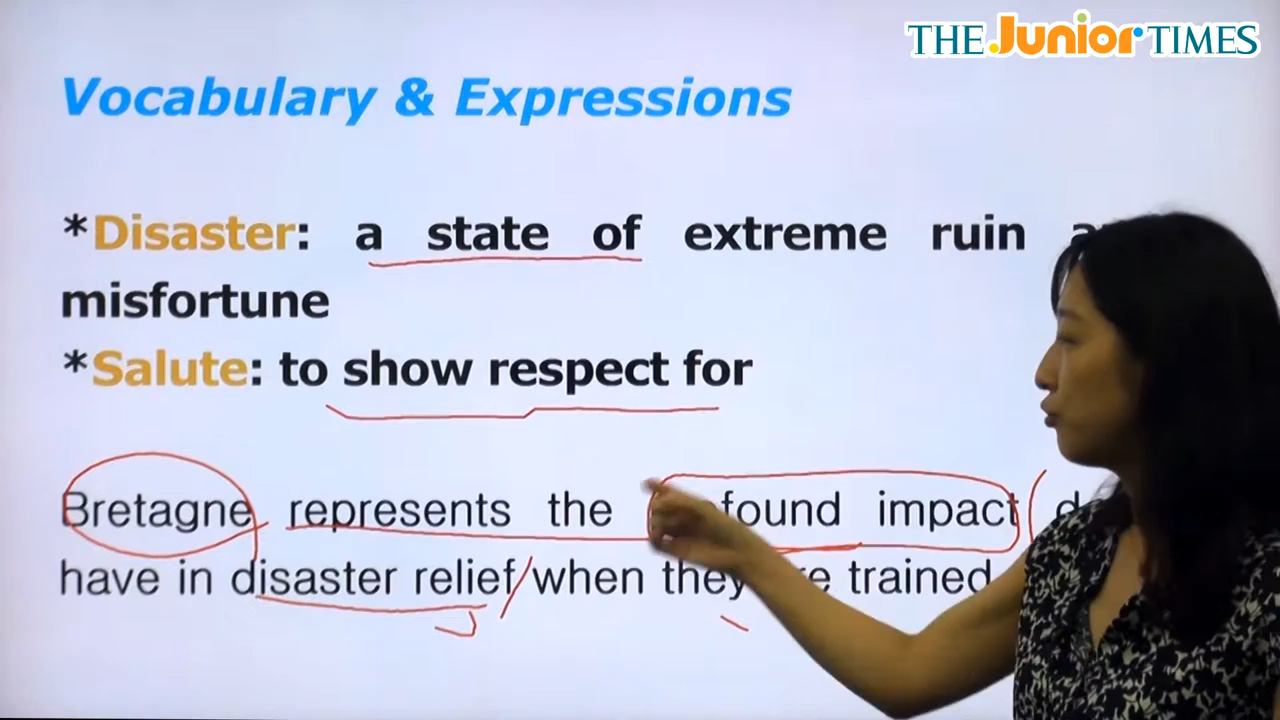 THE Junior TIMES
Vocabulary & Expressions
*Disaster: a state of extreme ruin
misfortune
*Salute: to show respect for
Bretagne represents the impact
have in disaster relief when they trained